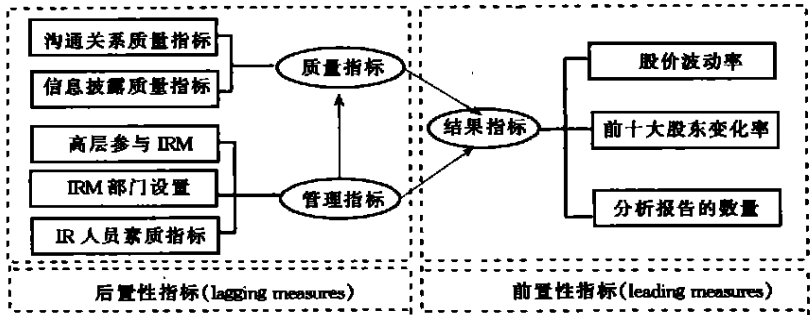 沟通关系质量指标
信息披露质量指标
高层参与 IRM
IRM 部门设置
IR 人员素质指标
质量指标
管理指标
结果指标
股价波动率
前十大股东变化率
分析报告的数量
后置性指标(lagging measures)
前置性指标(leading measures)